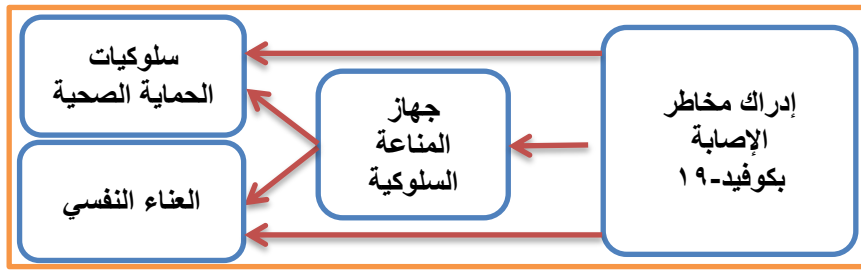 إدراك مخاطر
الإصابة
بكوفيد-١٩
جهاز
المناعة
السلوكية
سلوكيات
الحماية الصحية
العناء النفسي